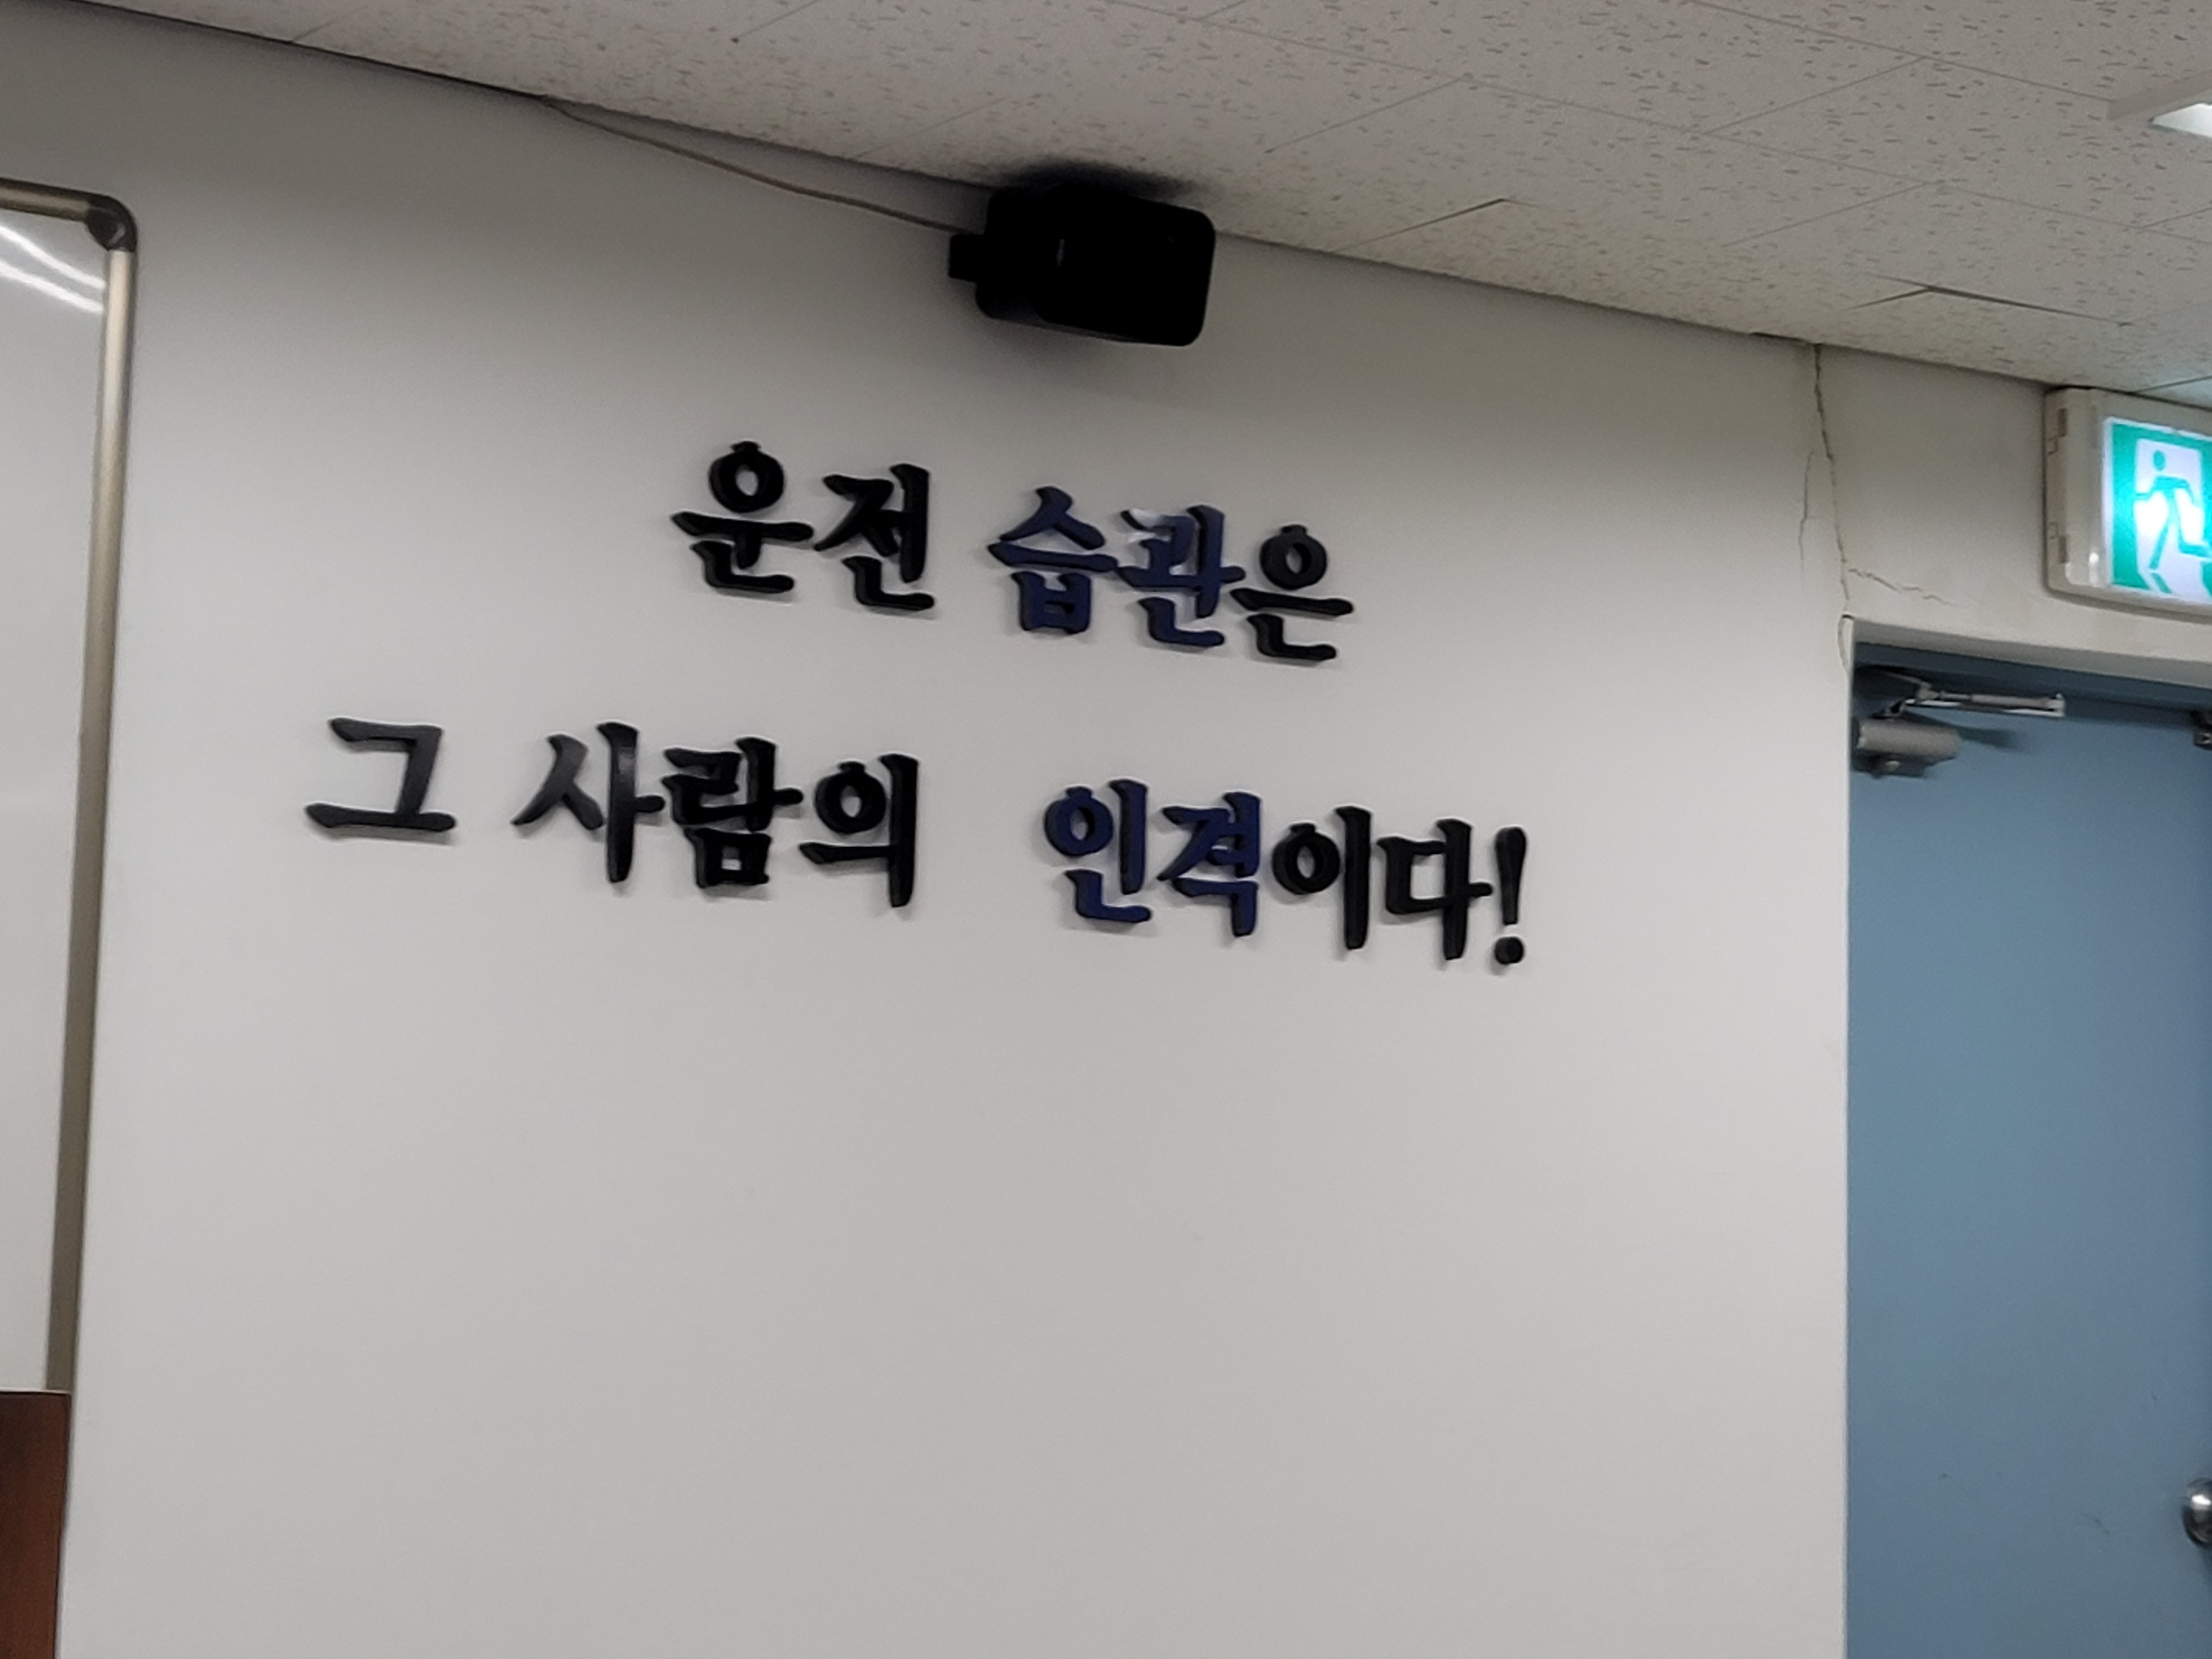 운전 습관은
그 사람의 인격이다!